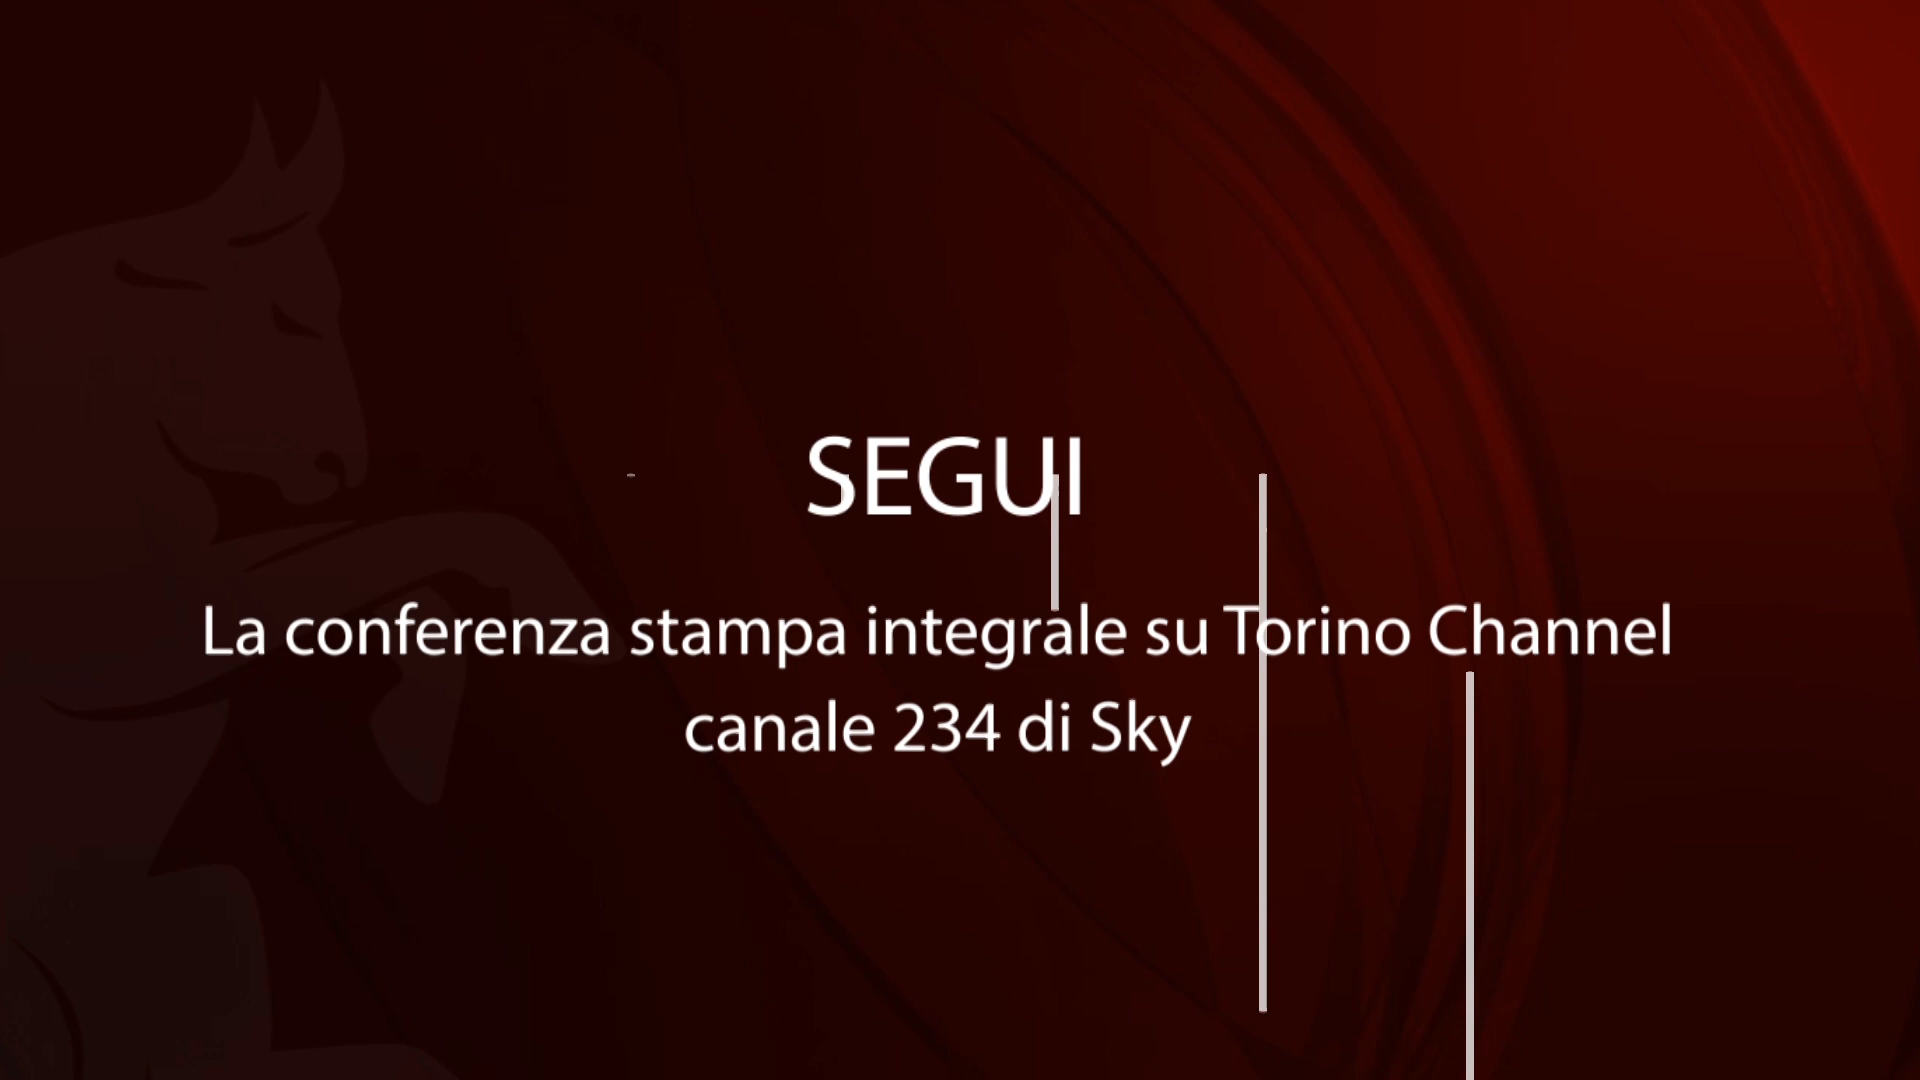 SEGUI
La conferenza stampa integrale su Torino Channel
canale 234 di Sky